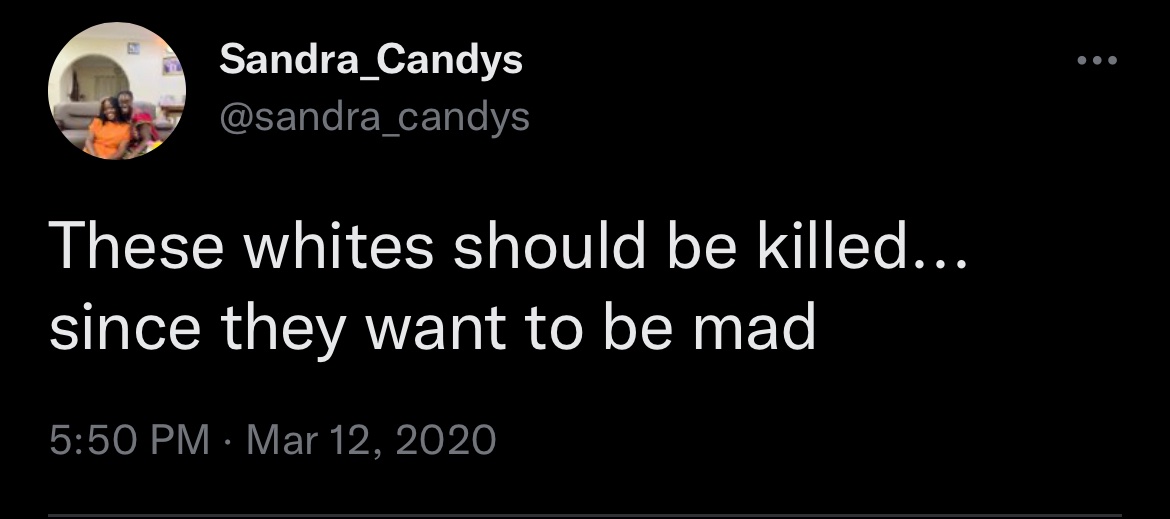 Sandra_Candys
@sandra_candys
These whites should be killed...
since they want to be mad
5:50 PM · Mar 12, 2020